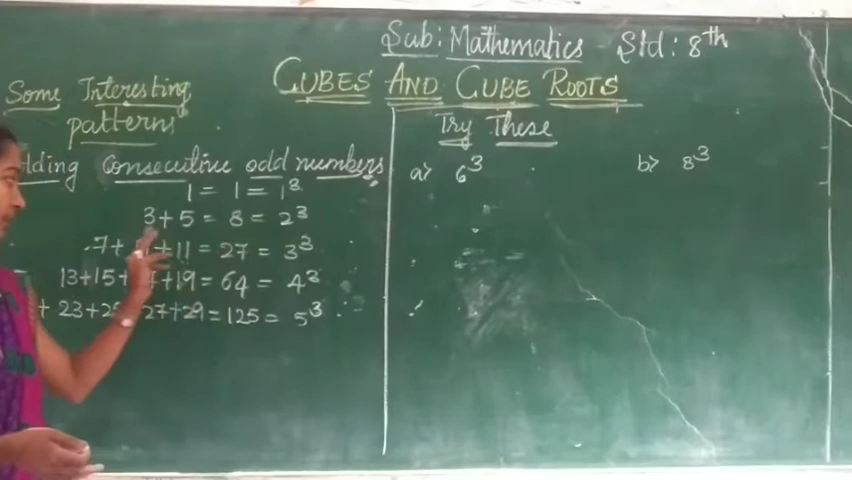 Sub: Mathematics Std: 8th
CUBES AND CUBE ROOTS
Some Interesting
patterns
consecutive odd numbers
1 = 1 = 1³
3 + 5 = 8 = 2³
7 + + 11 = 27 = 3³
13 + 15 + + 19 = 64 = 4³
+ 23 + 25 27 + 29 = 125 = 5³
Try These
a> 6³
b> 8³